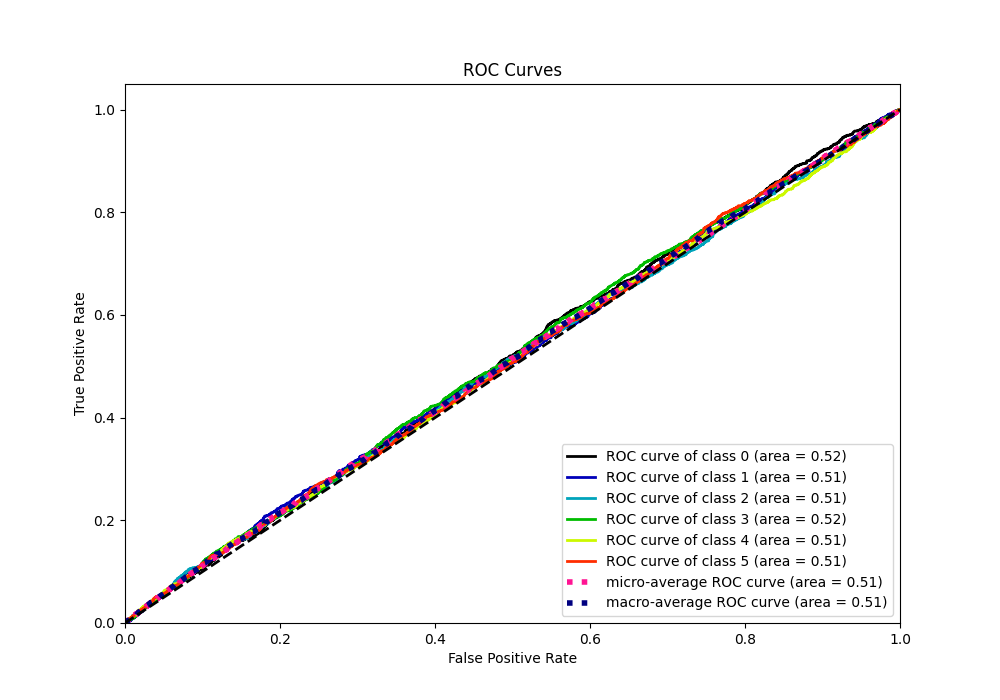 ROC Curves
True Positive Rate
1.0
0.8
0.6
0.4
0.2
0.0
ROC curve of class 0 (area = 0.52)
ROC curve of class 1 (area = 0.51)
ROC curve of class 2 (area = 0.51)
ROC curve of class 3 (area = 0.52)
ROC curve of class 4 (area = 0.51)
ROC curve of class 5 (area = 0.51)
micro-average ROC curve (area = 0.51)
macro-average ROC curve (area = 0.51)
0.0 0.2 0.4 0.6 0.8 1.0
False Positive Rate